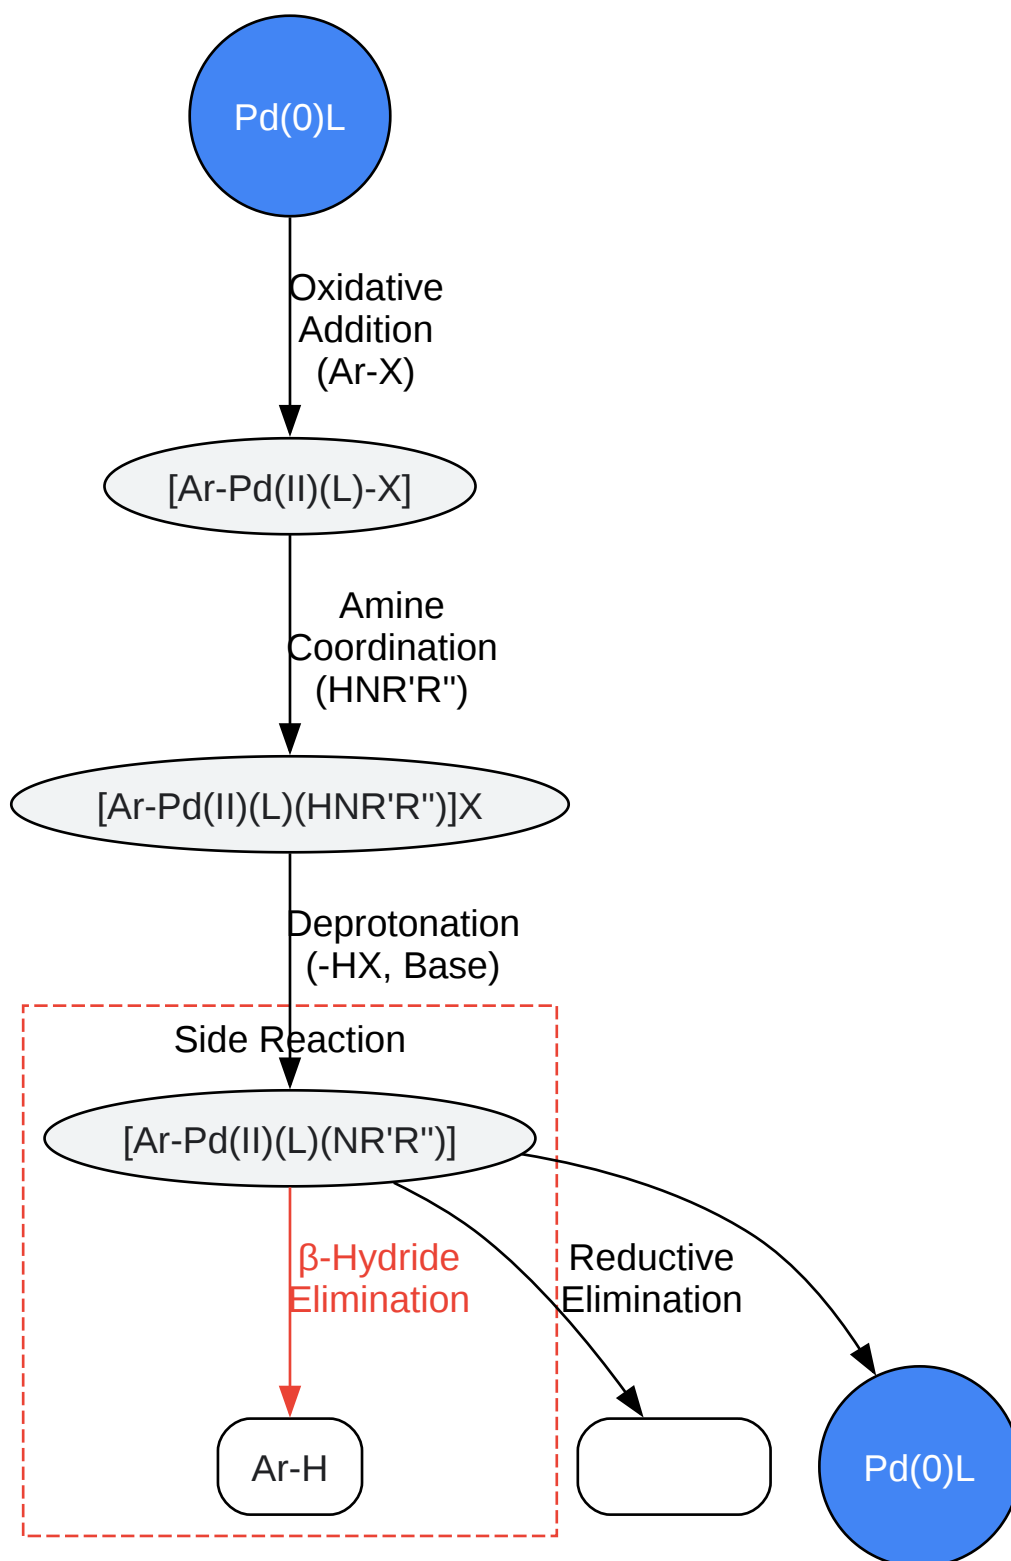 Pd(0)L
Oxidative
Addition
(Ar-X)
[Ar-Pd(II)(L)-X]
Amine
Coordination
(HNR'R")
[Ar-Pd(II)(L)(HNR'R")]X
Deprotonation
(-HX, Base)
Side Reaction
[Ar-Pd(II)(L)(NR'R")]
β-Hydride
Elimination
Reductive
Elimination
Ar-H
Pd(0)L